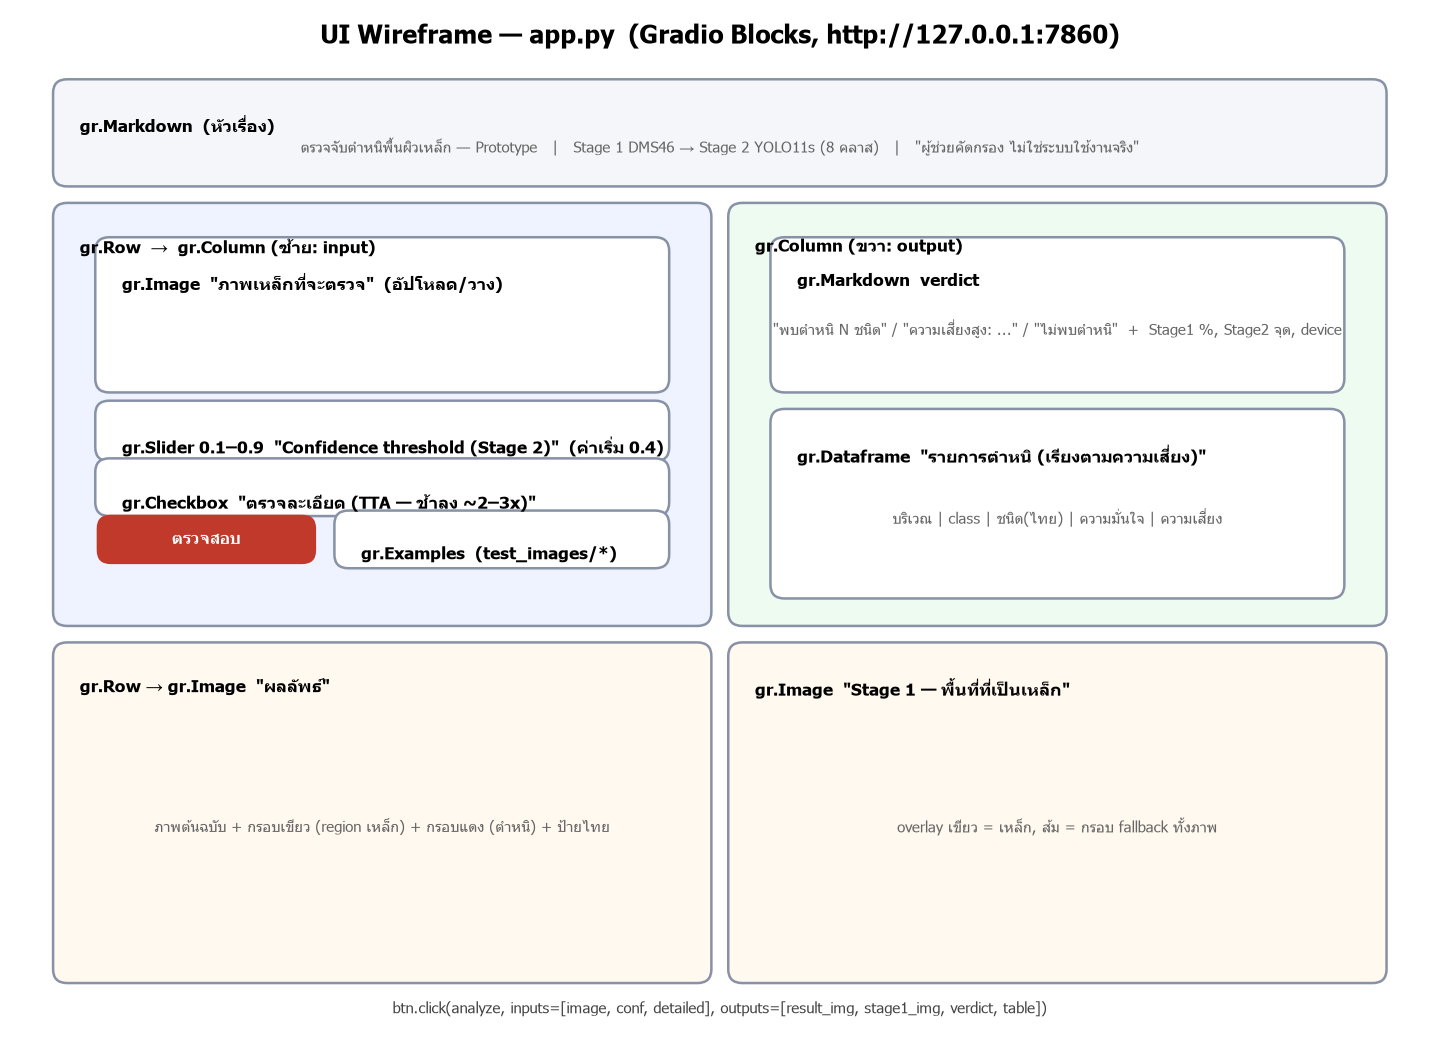 UI Wireframe — app.py (Gradio Blocks, http://127.0.0.1:7860)
gr.Markdown (หัวเรื่อง)
ตรวจจับตำหนิพื้นผิวเหล็ก — Prototype | Stage 1 DMS46 → Stage 2 YOLO11s (8 คลาส) | "ผู้ช่วยคัดกรอง ไม่ใช่ระบบใช้งานจริง"
gr.Row → gr.Column (ซ้าย: input)
gr.Image "ภาพเหล็กที่จะตรวจ" (อัปโหลด/วาง)
gr.Slider 0.1–0.9 "Confidence threshold (Stage 2)" (ค่าเริ่ม 0.4)
gr.Checkbox "ตรวจละเอียด (TTA — ช้าลง ~2–3x)"
ตรวจสอบ
gr.Examples (test_images/*)
gr.Column (ขวา: output)
gr.Markdown verdict
"พบตำหนิ N ชนิด" / "ความเสี่ยงสูง: ..." / "ไม่พบตำหนิ" + Stage1 %, Stage2 จุด, device
gr.Dataframe "รายการตำหนิ (เรียงตามความเสี่ยง)"
บริเวณ | class | ชนิด(ไทย) | ความมั่นใจ | ความเสี่ยง
gr.Row → gr.Image "ผลลัพธ์"
ภาพต้นฉบับ + กรอบเขียว (region เหล็ก) + กรอบแดง (ตำหนิ) + ป้ายไทย
gr.Image "Stage 1 — พื้นที่ที่เป็นเหล็ก"
overlay เขียว = เหล็ก, ส้ม = กรอบ fallback ทั้งภาพ
btn.click(analyze, inputs=[image, conf, detailed], outputs=[result_img, stage1_img, verdict, table])